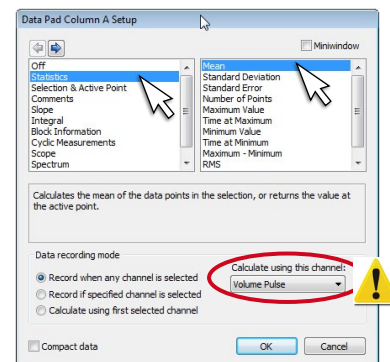 Data Pad Column A Setup
Miniwindow
Off
Statistics
Selection & Active Point
Comments
Slope
Integral
Block Information
Cyclic Measurements
Scope
Spectrum
Mean
Standard Deviation
Standard Error
Number of Points
Maximum Value
Time at Maximum
Minimum Value
Time at Minimum
Maximum - Minimum
RMS
Calculates the mean of the data points in the selection, or returns the value at
the active point.
Data recording mode
Record when any channel is selected
Record if specified channel is selected
Calculate using first selected channel
Calculate using this channel:
Volume Pulse
!
Compact data
OK
Cancel